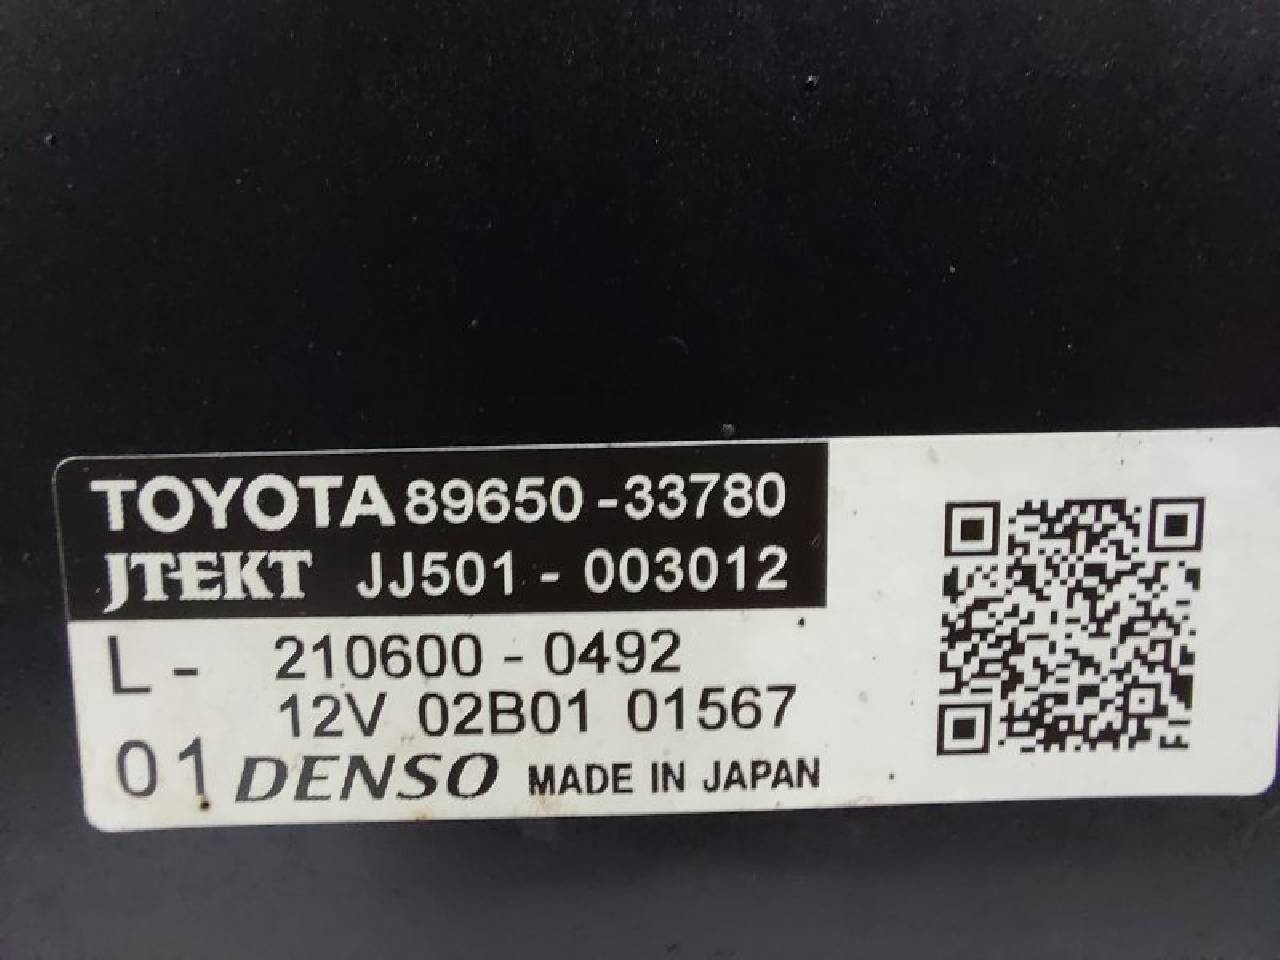 TOYOTA 89650-33780
JTEKT JJ501-003012
L- 210600-0492
12V 02B01 01567
01 DENSO MADE IN JAPAN